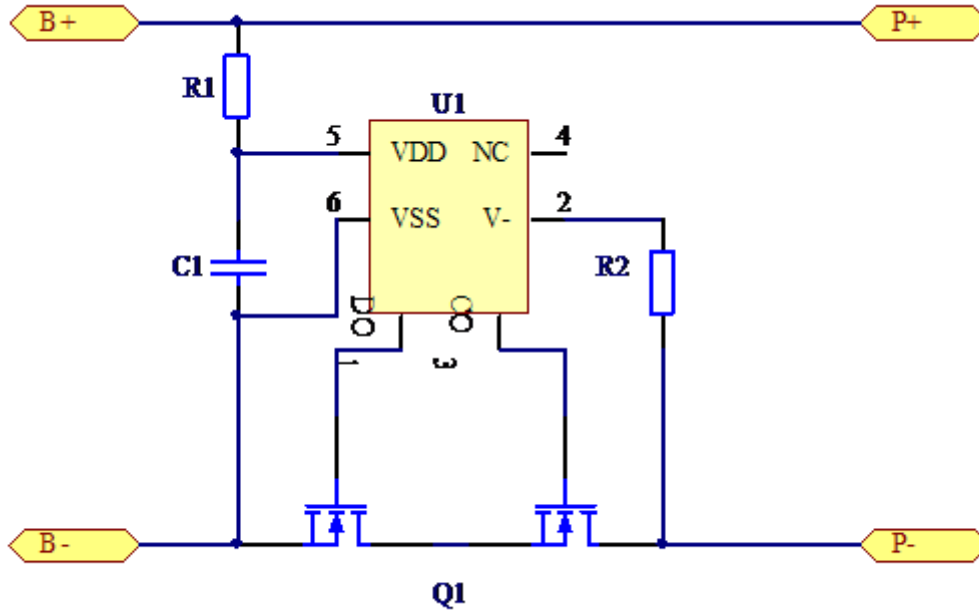 B+
P+
R1
U1
5
VDD
NC
4
6
VSS
V-
2
C1
R2
DO
CO
1
3
B-
P-
Q1